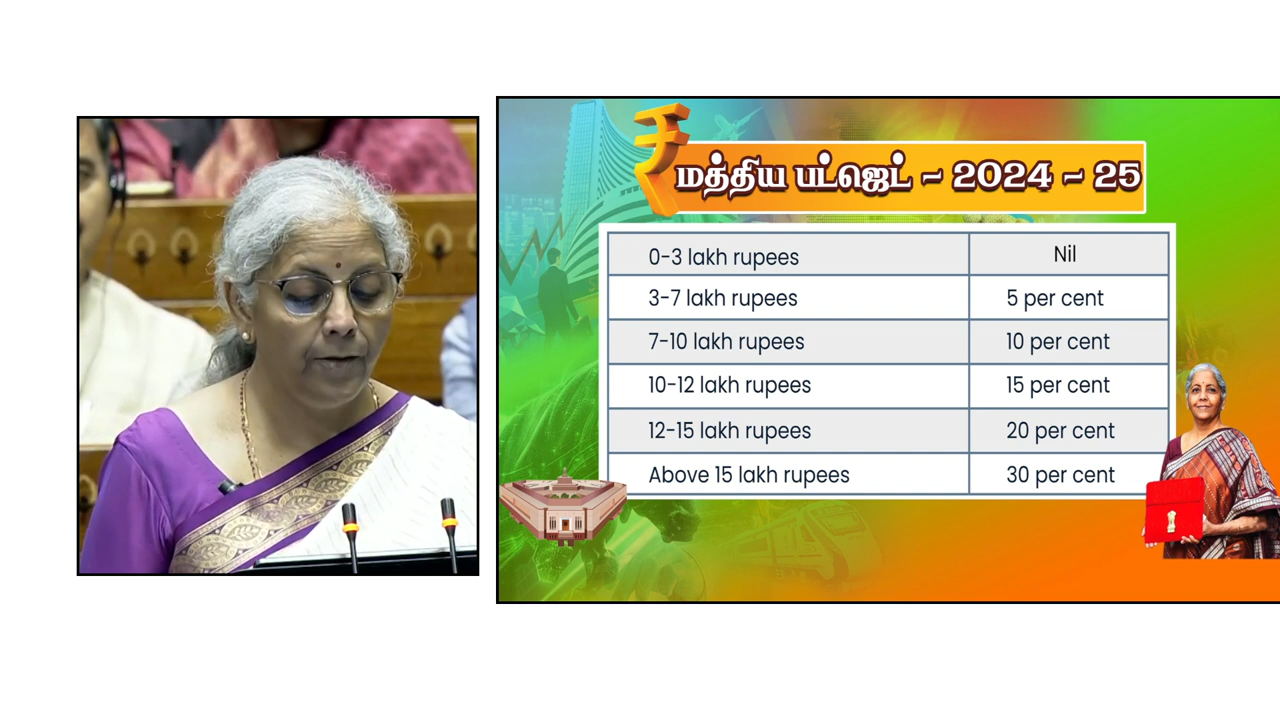 மத்திய பட்ஜெட் - 2024 - 25
0-3 lakh rupees Nil
3-7 lakh rupees 5 per cent
7-10 lakh rupees 10 per cent
10-12 lakh rupees 15 per cent
12-15 lakh rupees 20 per cent
Above 15 lakh rupees 30 per cent